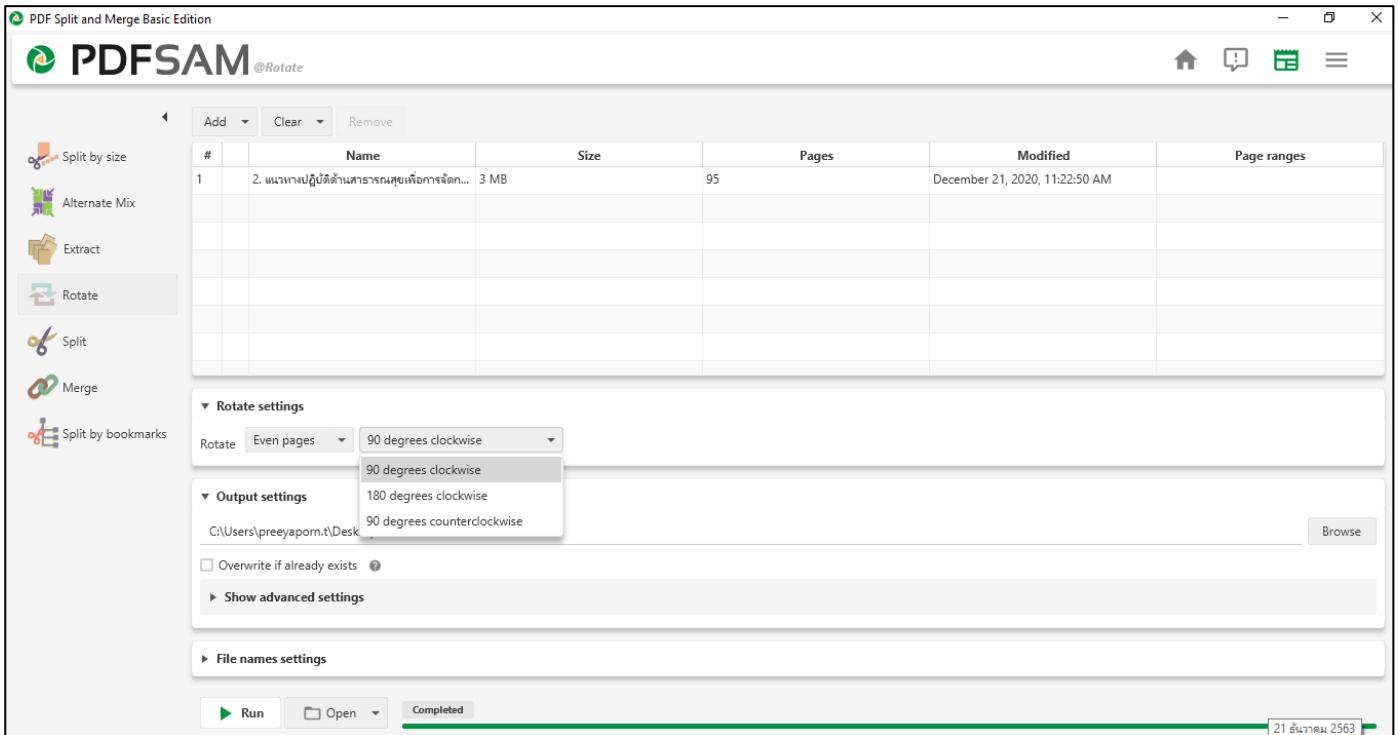 PDF Split and Merge Basic Edition
PDFSAM @Rotate
Add Clear Remove
Split by size
Alternate Mix
Extract
Rotate
Split
Merge
Split by bookmarks
# Name Size Pages Modified Page ranges
1 2. แนวทางปฏิบัติด้านสาธารณสุขเพื่อการจัดก... 3 MB 95 December 21, 2020, 11:22:50 AM
Rotate settings
Rotate Even pages 90 degrees clockwise
90 degrees clockwise
180 degrees clockwise
90 degrees counterclockwise
Output settings
C:\Users\preeyaporn.t\Desk
Browse
Overwrite if already exists
Show advanced settings
File names settings
Run Open Completed
21 ธันวาคม 2563